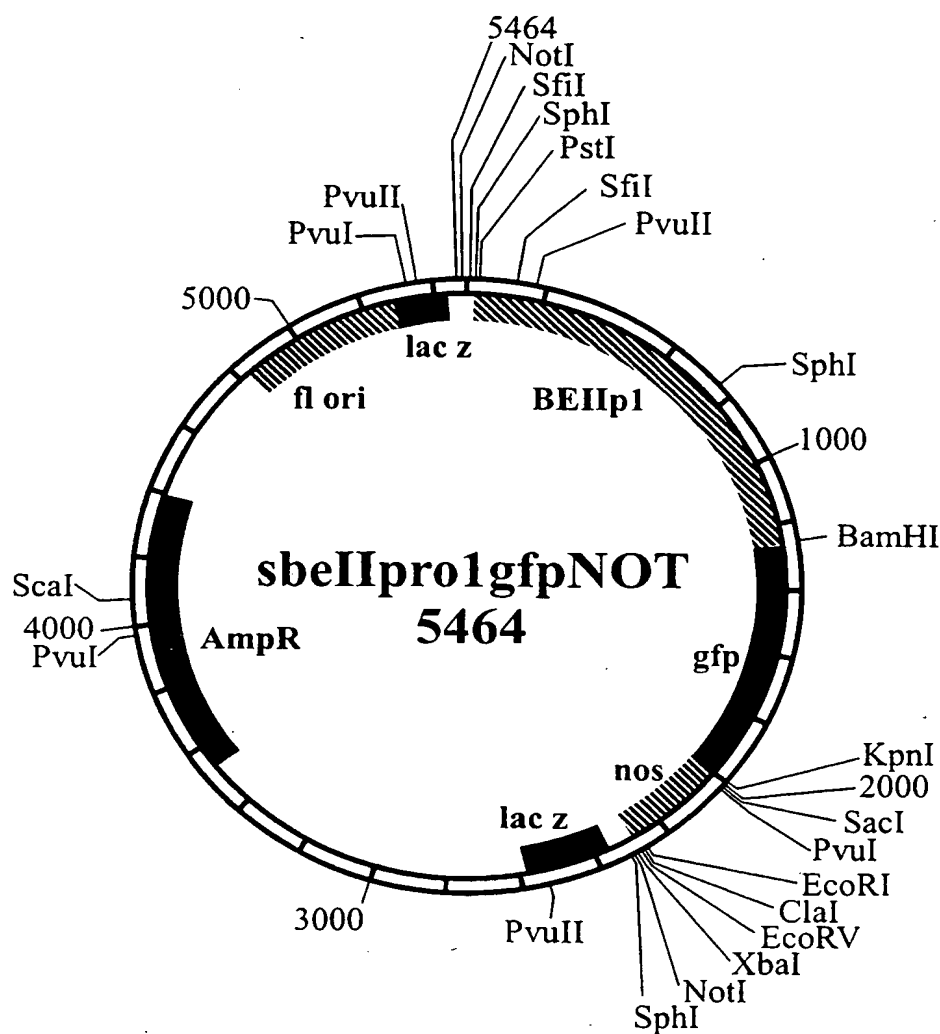 5464
NotI
SfiI
SphI
PstI
SfiI
PvuII
PvuII
PvuI
5000
lac z
fl ori
BEIIp1
SphI
1000
BamHI
sbeIIpro1gfpNOT
5464
ScaI
4000
PvuI
AmpR
gfp
nos
KpnI
2000
SacI
PvuI
lac z
EcoRI
ClaI
EcoRV
XbaI
NotI
SphI
PvuII
3000